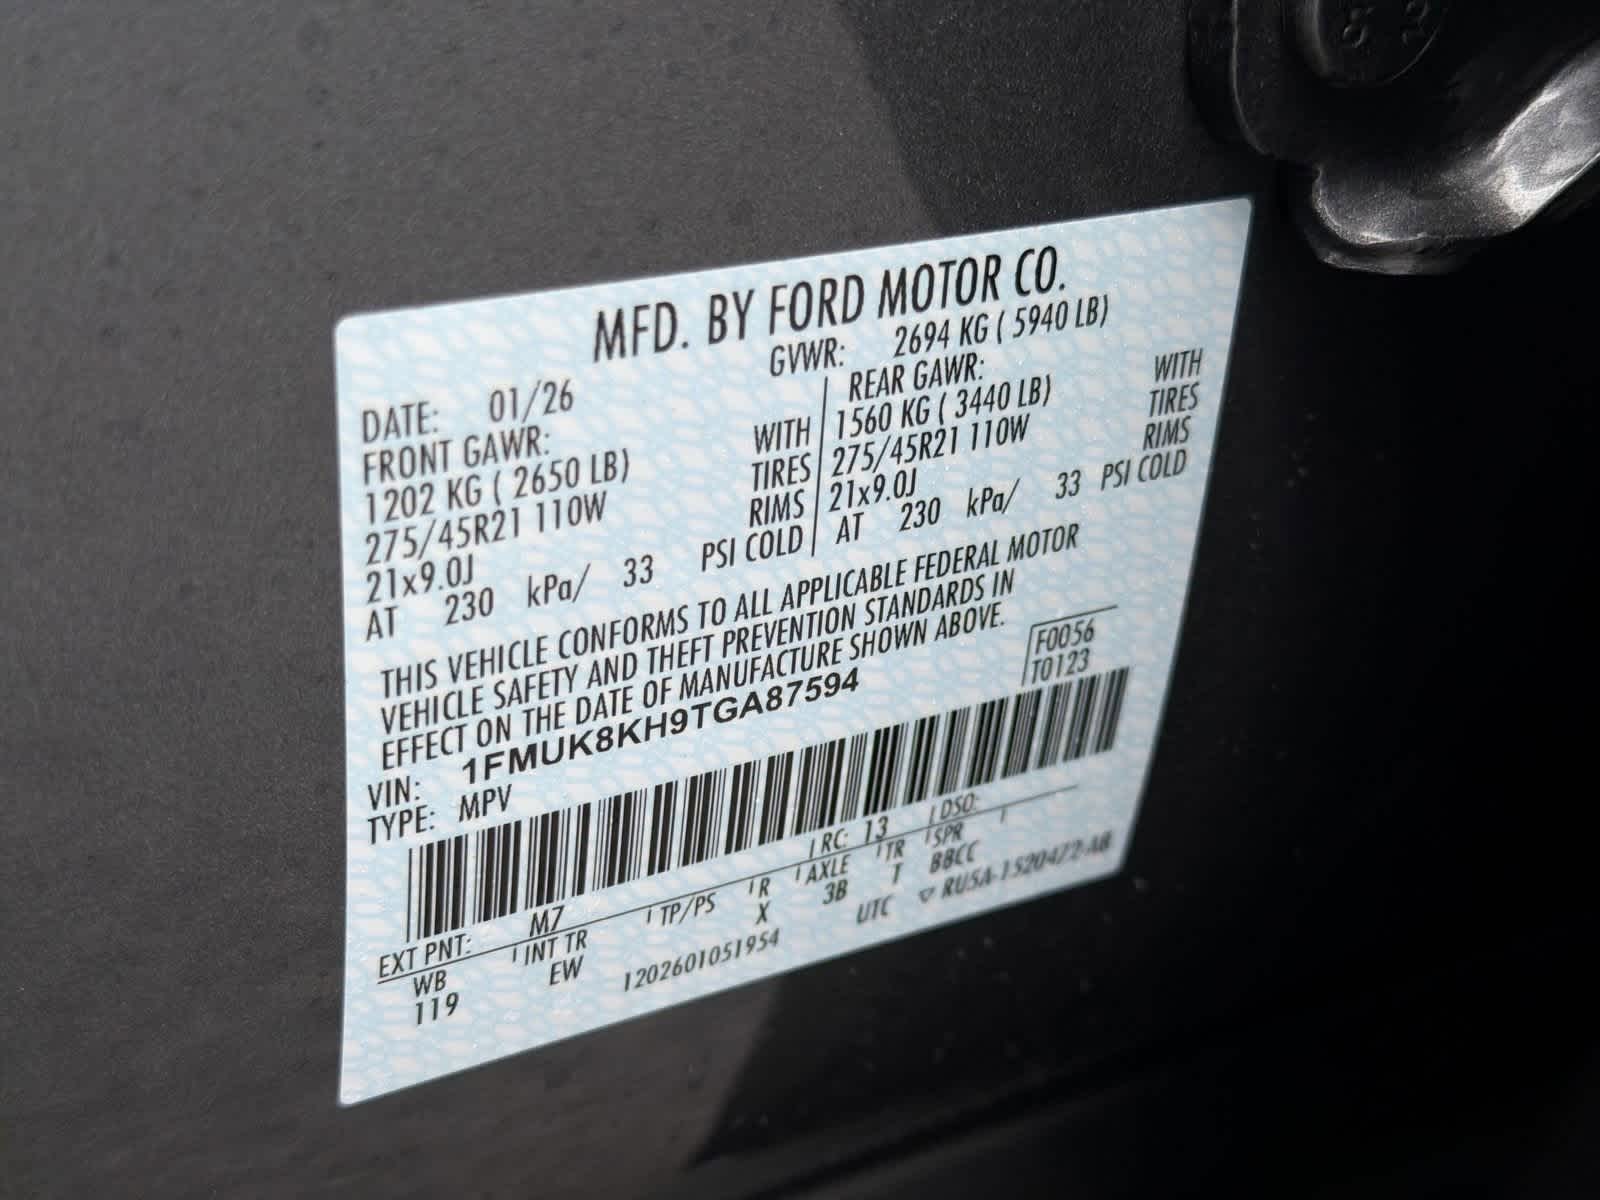 MFD. BY FORD MOTOR CO.
DATE: 01/26 GVWR: 2694 KG ( 5940 LB)
FRONT GAWR:
1202 KG ( 2650 LB) WITH
275/45R21 110W TIRES
21x9.0J RIMS
AT 230 kPa/ 33 PSI COLD
REAR GAWR:
1560 KG ( 3440 LB) WITH
275/45R21 110W TIRES
21x9.0J RIMS
AT 230 kPa/ 33 PSI COLD
THIS VEHICLE CONFORMS TO ALL APPLICABLE FEDERAL MOTOR
VEHICLE SAFETY AND THEFT PREVENTION STANDARDS IN
EFFECT ON THE DATE OF MANUFACTURE SHOWN ABOVE.
VIN: 1FMUK8KH9TGA87594
TYPE: MPV
F0056
T0123
EXT PNT: M7 RC: 13 DSO:
WB INT TR TP/PS R AXLE TR SPR
119 EW X 3B T BBCC
1202601051954 UTC ▽ RU5A-1520472-AB